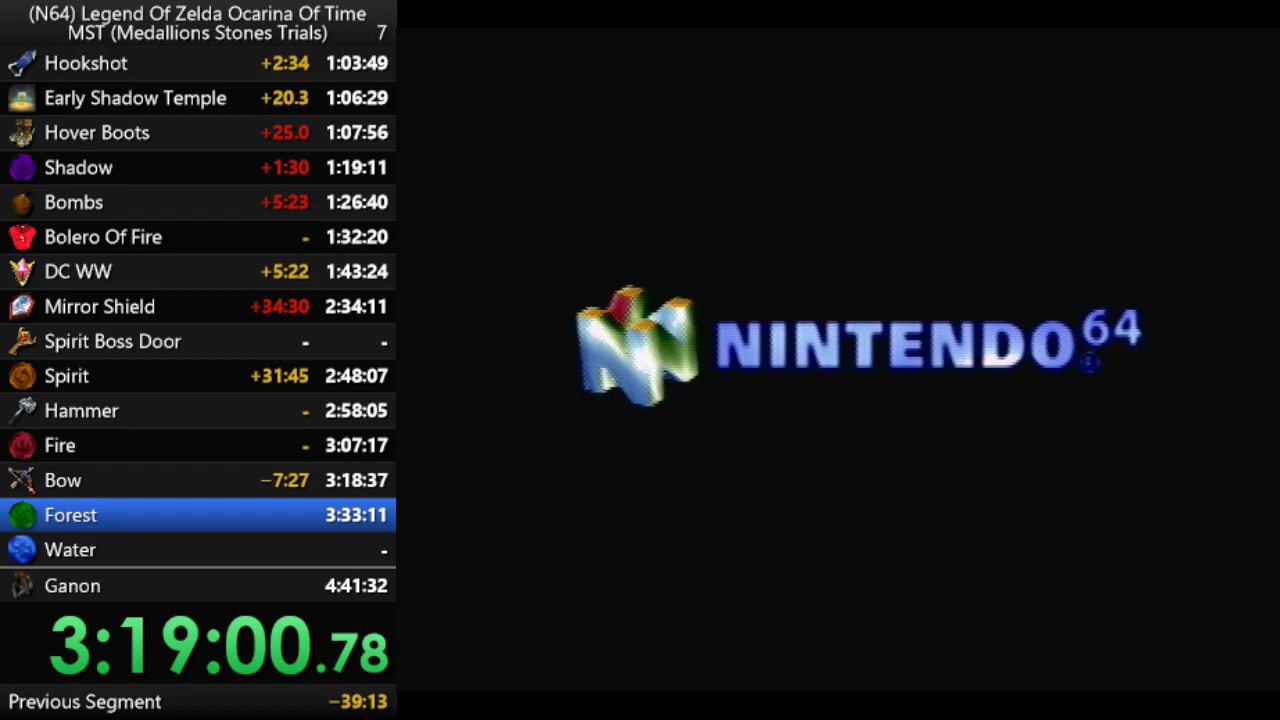 (N64) Legend Of Zelda Ocarina Of Time
MST (Medallions Stones Trials) 7
Hookshot +2:34 1:03:49
Early Shadow Temple +20.3 1:06:29
Hover Boots +25.0 1:07:56
Shadow +1:30 1:19:11
Bombs +5:23 1:26:40
Bolero Of Fire - 1:32:20
DC WW +5:22 1:43:24
Mirror Shield +34:30 2:34:11
Spirit Boss Door - -
Spirit +31:45 2:48:07
Hammer - 2:58:05
Fire - 3:07:17
Bow −7:27 3:18:37
Forest 3:33:11
Water -
Ganon 4:41:32
3:19:00.78
Previous Segment −39:13
NINTENDO64